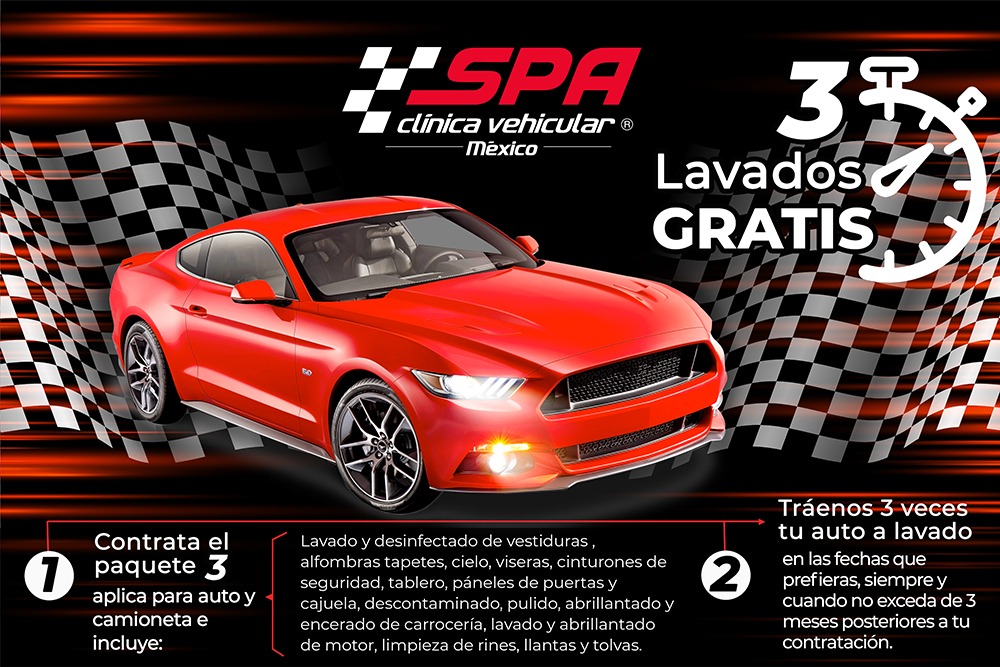 SPA
clínica vehicular ®
México
3
Lavados
GRATIS
1
Contrata el
paquete 3
aplica para auto y
camioneta e
incluye:
Lavado y desinfectado de vestiduras ,
alfombras tapetes, cielo, viseras, cinturones de
seguridad, tablero, páneles de puertas y
cajuela, descontaminado, pulido, abrillantado y
encerado de carrocería, lavado y abrillantado
de motor, limpieza de rines, llantas y tolvas.
2
Tráenos 3 veces
tu auto a lavado
en las fechas que
prefieras, siempre y
cuando no exceda de 3
meses posteriores a tu
contratación.